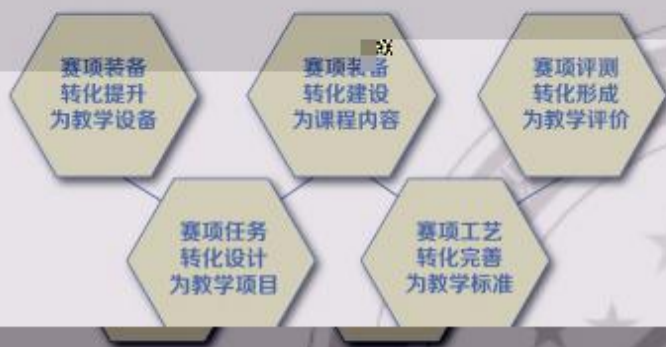 赛项装备
转化提升
为教学设备
赛项装备
转化建设
为课程内容
赛项评测
转化形成
为教学评价
赛项任务
转化设计
为教学项目
赛项工艺
转化完善
为教学标准